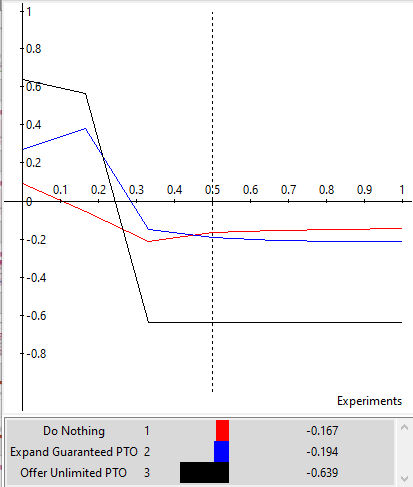 1
0.8
0.6
0.4
0.2
0.1 0.2 0.3 0.4 0.5 0.6 0.7 0.8 0.9 1
0
-0.2
-0.4
-0.6
-0.8
Experiments
Do Nothing 1 -0.167
Expand Guaranteed PTO 2 -0.194
Offer Unlimited PTO 3 -0.639